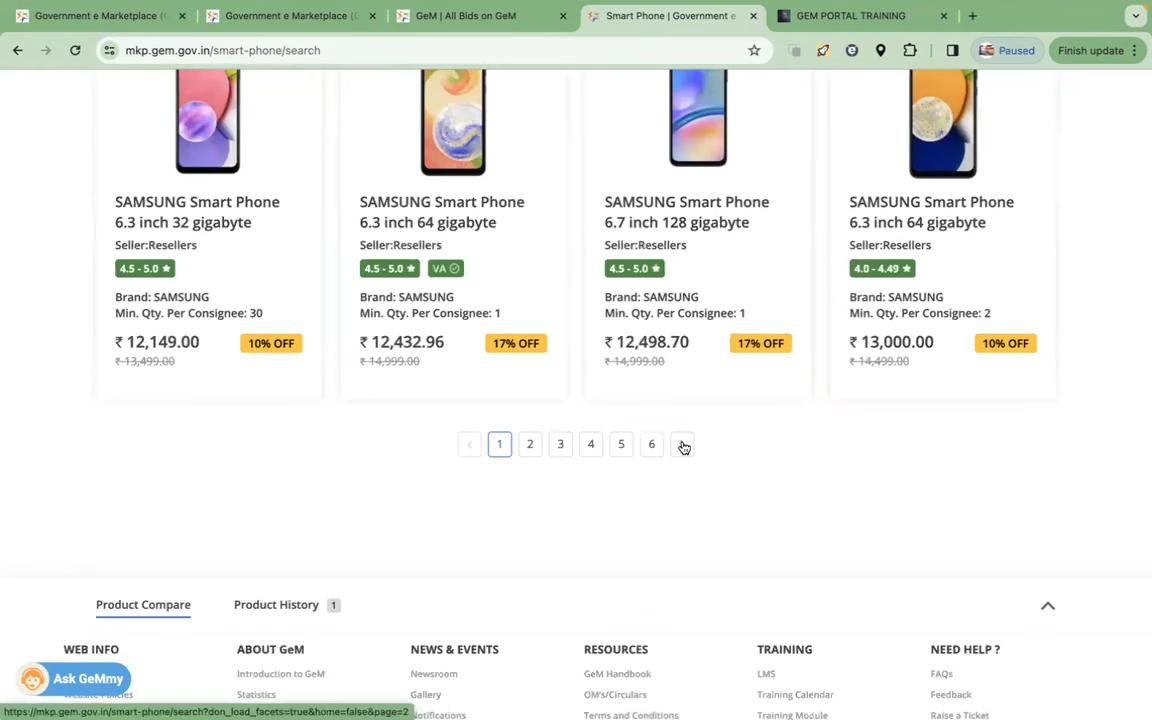 Government e Marketplace (
Government e Marketplace (
GeM | All Bids on GeM
Smart Phone | Government e
GEM PORTAL TRAINING
mkp.gem.gov.in/smart-phone/search
Paused
Finish update
SAMSUNG Smart Phone
6.3 inch 32 gigabyte
Seller:Resellers
4.5 - 5.0 ★
Brand: SAMSUNG
Min. Qty. Per Consignee: 30
₹ 12,149.00
10% OFF
₹ 13,499.00
SAMSUNG Smart Phone
6.3 inch 64 gigabyte
Seller:Resellers
4.5 - 5.0 ★
VA
Brand: SAMSUNG
Min. Qty. Per Consignee: 1
₹ 12,432.96
17% OFF
₹ 14,999.00
SAMSUNG Smart Phone
6.7 inch 128 gigabyte
Seller:Resellers
4.5 - 5.0 ★
Brand: SAMSUNG
Min. Qty. Per Consignee: 1
₹ 12,498.70
17% OFF
₹ 14,999.00
SAMSUNG Smart Phone
6.3 inch 64 gigabyte
Seller:Resellers
4.0 - 4.49 ★
Brand: SAMSUNG
Min. Qty. Per Consignee: 2
₹ 13,000.00
10% OFF
₹ 14,499.00
< 1 2 3 4 5 6
Product Compare
Product History 1
WEB INFO
ABOUT GeM
NEWS & EVENTS
RESOURCES
TRAINING
NEED HELP ?
Introduction to GeM
Newsroom
GeM Handbook
LMS
FAQs
Ask GeMmy
Website Policies
Statistics
Gallery
OM's/Circulars
Training Calendar
Feedback
https://mkp.gem.gov.in/smart-phone/search?don_load_facets=true&home=false&page=2
Notifications
Terms and Conditions
Training Module
Raise a Ticket